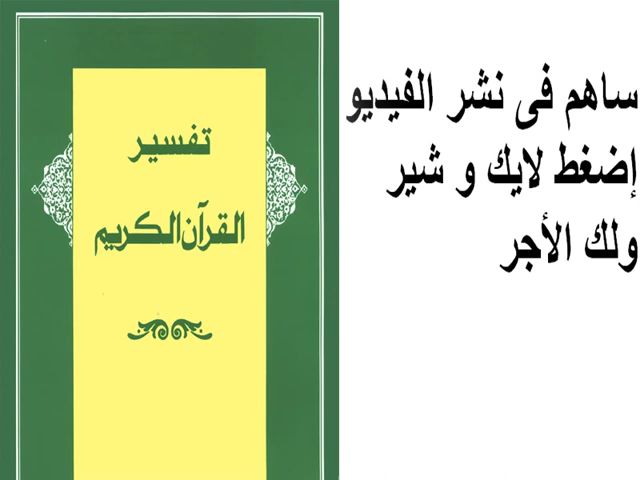 تفسير
القرآن الكريم
ساهم فى نشر الفيديو
إضغط لايك و شير
ولك الأجر